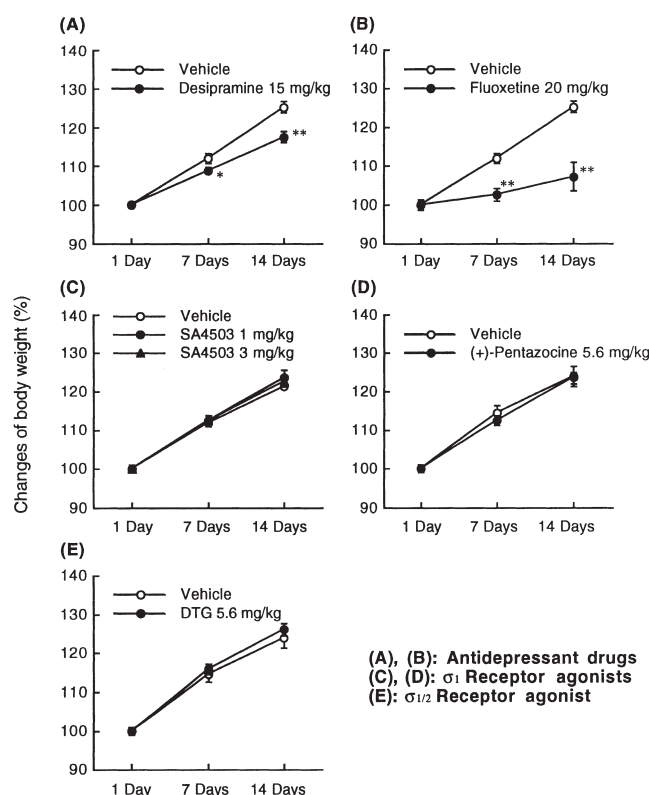 (A)
140
130
120
110
100
90
Vehicle
Desipramine 15 mg/kg
*
**
1 Day
7 Days
14 Days
(B)
140
130
120
110
100
90
Vehicle
Fluoxetine 20 mg/kg
**
**
1 Day
7 Days
14 Days
Changes of body weight (%)
(C)
140
130
120
110
100
90
Vehicle
SA4503 1 mg/kg
SA4503 3 mg/kg
1 Day
7 Days
14 Days
(D)
140
130
120
110
100
90
Vehicle
(+)-Pentazocine 5.6 mg/kg
1 Day
7 Days
14 Days
(E)
140
130
120
110
100
90
Vehicle
DTG 5.6 mg/kg
1 Day
7 Days
14 Days
(A), (B): Antidepressant drugs
(C), (D): σ1 Receptor agonists
(E): σ1/2 Receptor agonist